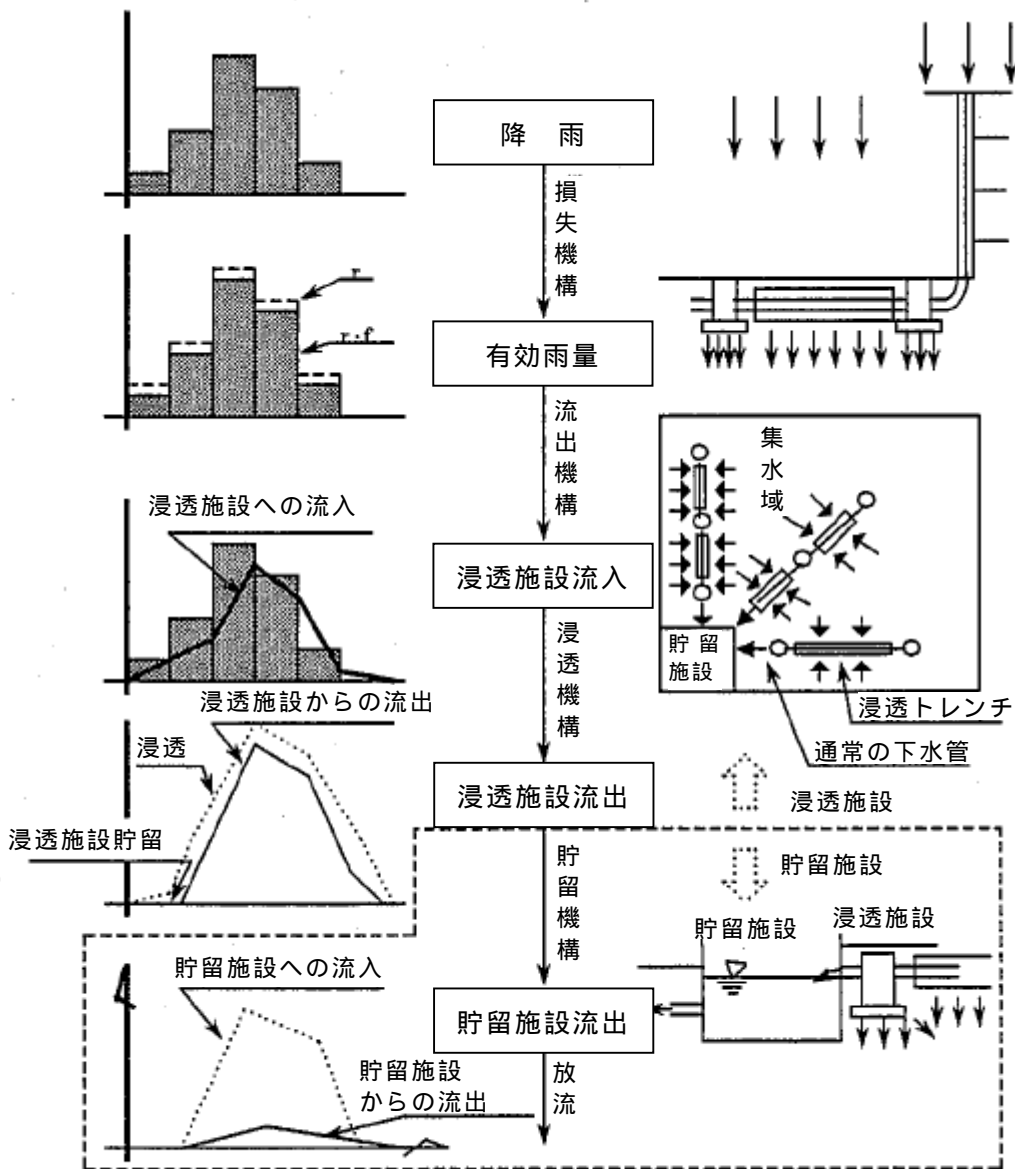 降 雨
損失機構
r
r・f
有効雨量
流出機構
集水域
浸透施設への流入
浸透施設流入
浸透機構
貯留
施設
浸透トレンチ
通常の下水管
浸透施設からの流出
浸透
浸透施設貯留
浸透施設流出
浸透施設
貯留機構
貯留施設
貯留施設
浸透施設
貯留施設への流入
貯留施設流出
貯留施設
からの流出
放流